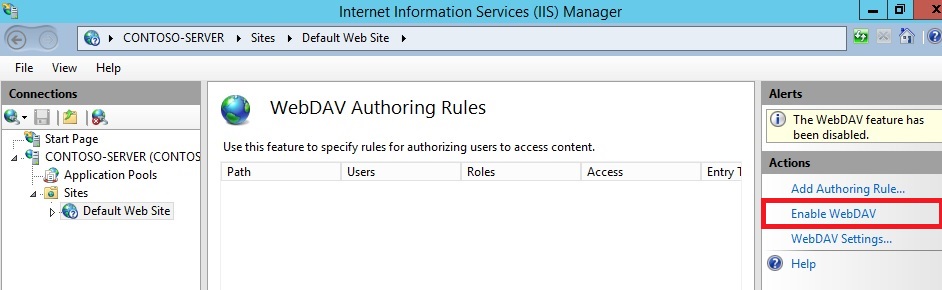 Internet Information Services (IIS) Manager
CONTOSO-SERVER Sites Default Web Site
File View Help
Connections
Start Page
CONTOSO-SERVER (CONTOS
Application Pools
Sites
Default Web Site
WebDAV Authoring Rules
Use this feature to specify rules for authorizing users to access content.
Path Users Roles Access Entry T
Alerts
The WebDAV feature has
been disabled.
Actions
Add Authoring Rule...
Enable WebDAV
WebDAV Settings...
Help